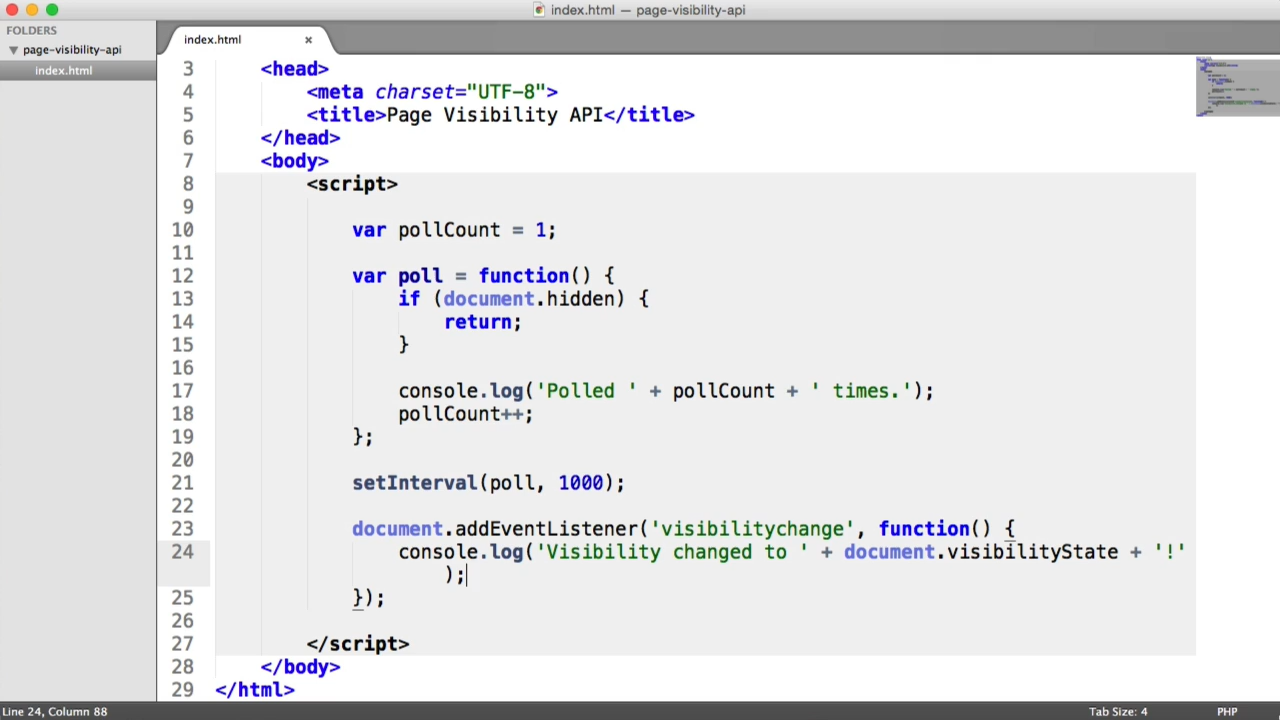 index.html — page-visibility-api
FOLDERS
page-visibility-api
index.html
index.html
3 <head>
4 <meta charset="UTF-8">
5 <title>Page Visibility API</title>
6 </head>
7 <body>
8 <script>
9
10 var pollCount = 1;
11
12 var poll = function() {
13 if (document.hidden) {
14 return;
15 }
16
17 console.log('Polled ' + pollCount + ' times.');
18 pollCount++;
19 };
20
21 setInterval(poll, 1000);
22
23 document.addEventListener('visibilitychange', function() {
24 console.log('Visibility changed to ' + document.visibilityState + '!'
);
25 });
26
27 </script>
28 </body>
29 </html>
Line 24, Column 88
Tab Size: 4
PHP